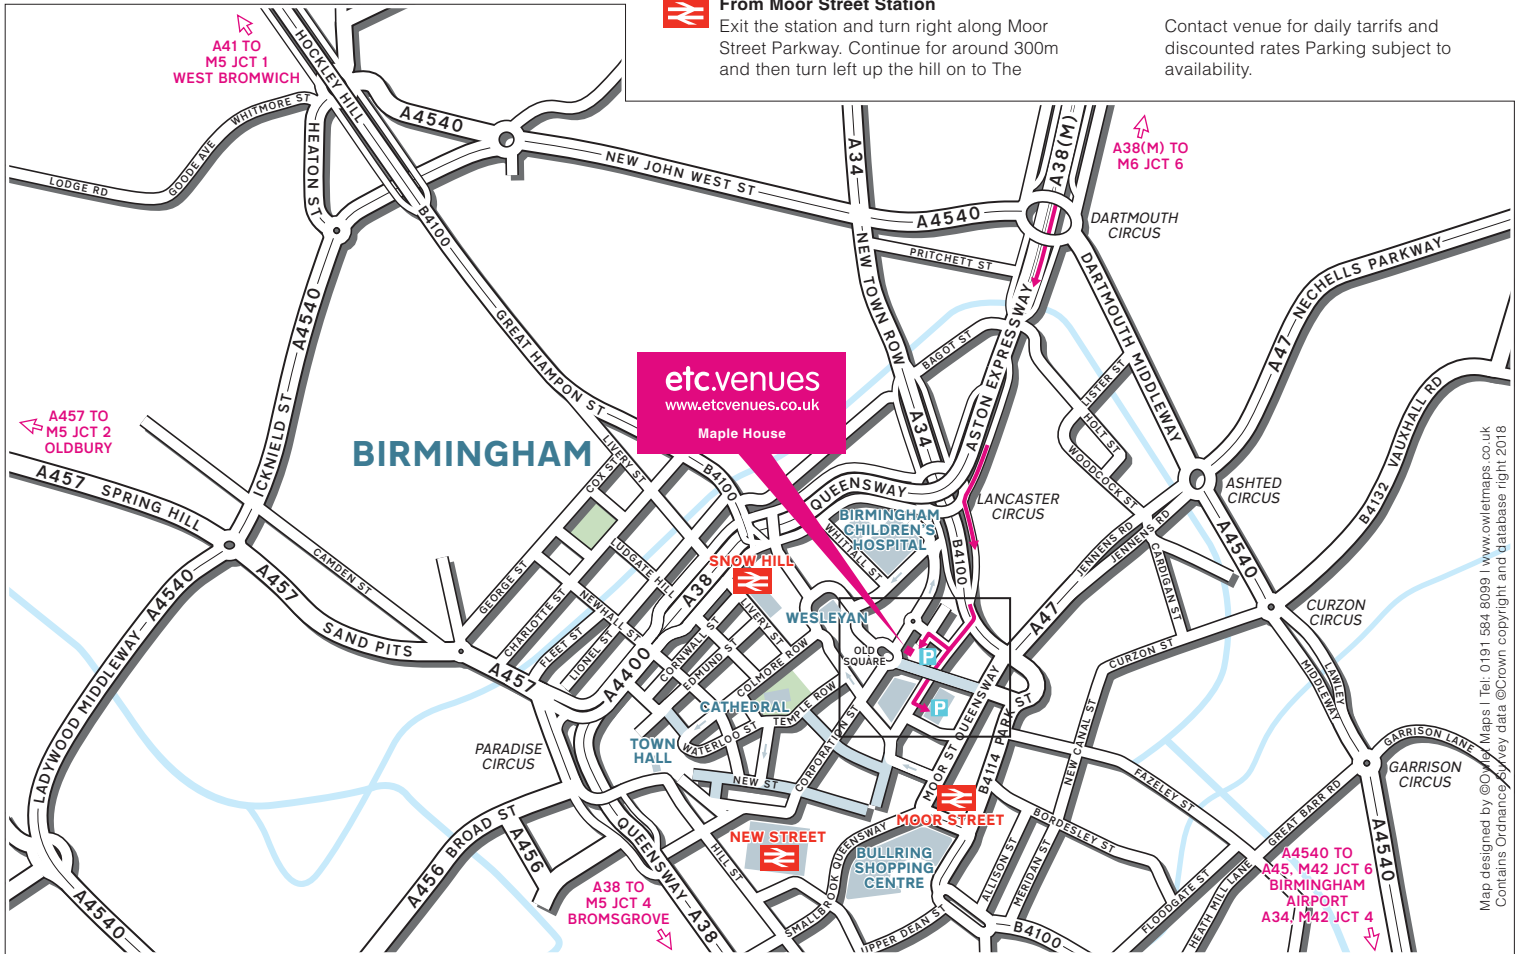 From Moor Street Station
Exit the station and turn right along Moor
Street Parkway. Continue for around 300m
and then turn left up the hill on to The
Contact venue for daily tarrifs and
discounted rates Parking subject to
availability.
A41 TO
M5 JCT 1
WEST BROMWICH
HOCKLEY HILL
WHITMORE ST
GOODE AVE
LODGE RD
HEATON ST
A4540
NEW JOHN WEST ST
A34
A4540
A38(M)
A38(M) TO
M6 JCT 6
DARTMOUTH
CIRCUS
B4100
NEW TOWN ROW
PRITCHETT ST
DARTMOUTH MIDDLEWAY
A47
NECHELLS PARKWAY
A4540
GREAT HAMPON ST
BAGOT ST
ASTON EXPRESSWAY
LISTER ST
HOLT ST
WOODCOCK ST
B4132
VAUXHALL RD
etc.venues
www.etcvenues.co.uk
Maple House
A457 TO
M5 JCT 2
OLDBURY
ICKNIELD ST
BIRMINGHAM
A34
LIVERY ST
COX ST
B4100
QUEENSWAY
A457
SPRING HILL
LANCASTER
CIRCUS
ASHTED
CIRCUS
BIRMINGHAM
CHILDREN'S
HOSPITAL
WHITTALL ST
B4100
JENNENS RD
JENNENS RD
CARDIGAN ST
A4540
CAMDEN ST
GEORGE ST
LUDGATE HILL
A38
SNOW HILL
A4540
A457
SAND PITS
CHARLOTTE ST
NEWHALL ST
FLEET ST
LIONEL ST
LIVERY ST
WESLEYAN
OLD
SQUARE
P
A47
CURZON ST
CURZON
CIRCUS
A457
A4400
CORNWALL ST
EDMUND ST
COLMORE ROW
LAWLEY
MIDDLEWAY
LADYWOOD MIDDLEWAY
CATHEDRAL
TEMPLE ROW
P
MOOR ST QUEENSWAY
PARK ST
B4114
NEW CANAL ST
PARADISE
CIRCUS
TOWN
HALL
WATERLOO ST
CORPORATION ST
GARRISON LANE
GARRISON
CIRCUS
NEW ST
FAZELEY ST
GREAT BARR RD
BROAD ST
A456
A456
QUEENSWAY
A38
NEW STREET
MOOR STREET
BORDESLEY ST
A4540
HILL ST
SMALLBROOK QUEENSWAY
BULLRING
SHOPPING
CENTRE
ALLISON ST
MERIDAN ST
A4540 TO
A45, M42 JCT 6
BIRMINGHAM
AIRPORT
A34, M42 JCT 4
A38 TO
M5 JCT 4
BROMSGROVE
A4540
UPPER DEAN ST
B4100
FLOODGATE ST
HEATH MILL LANE
Map designed by ©Owlet Maps | Tel: 0191 584 8099 | www.owletmaps.co.uk
Contains Ordnance Survey data ©Crown copyright and database right 2018